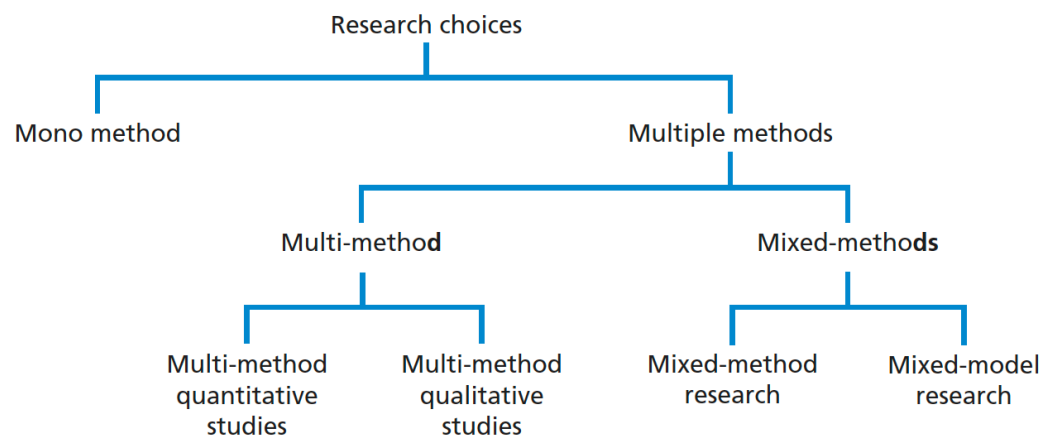 Research choices
Mono method
Multiple methods
Multi-method
Mixed-methods
Multi-method
quantitative
studies
Multi-method
qualitative
studies
Mixed-method
research
Mixed-model
research